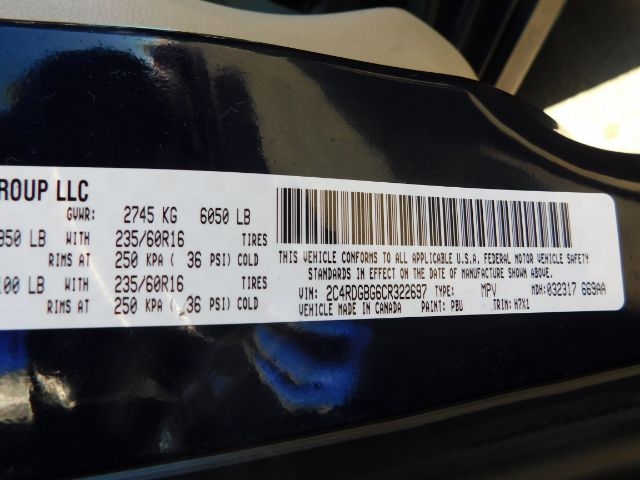 ROUP LLC
GVWR: 2745 KG 6050 LB
950 LB WITH 235/60R16 TIRES
RIMS AT 250 KPA ( 36 PSI) COLD
100 LB WITH 235/60R16 TIRES
RIMS AT 250 KPA ( 36 PSI) COLD
THIS VEHICLE CONFORMS TO ALL APPLICABLE U.S.A. FEDERAL MOTOR VEHICLE SAFETY
STANDARDS IN EFFECT ON THE DATE OF MANUFACTURE SHOWN ABOVE
VIN: 2C4RDGBG6CR322697 TYPE: MPV MDH: 032317 669AA
VEHICLE MADE IN CANADA PAINT: PBU TRIM: H7X1